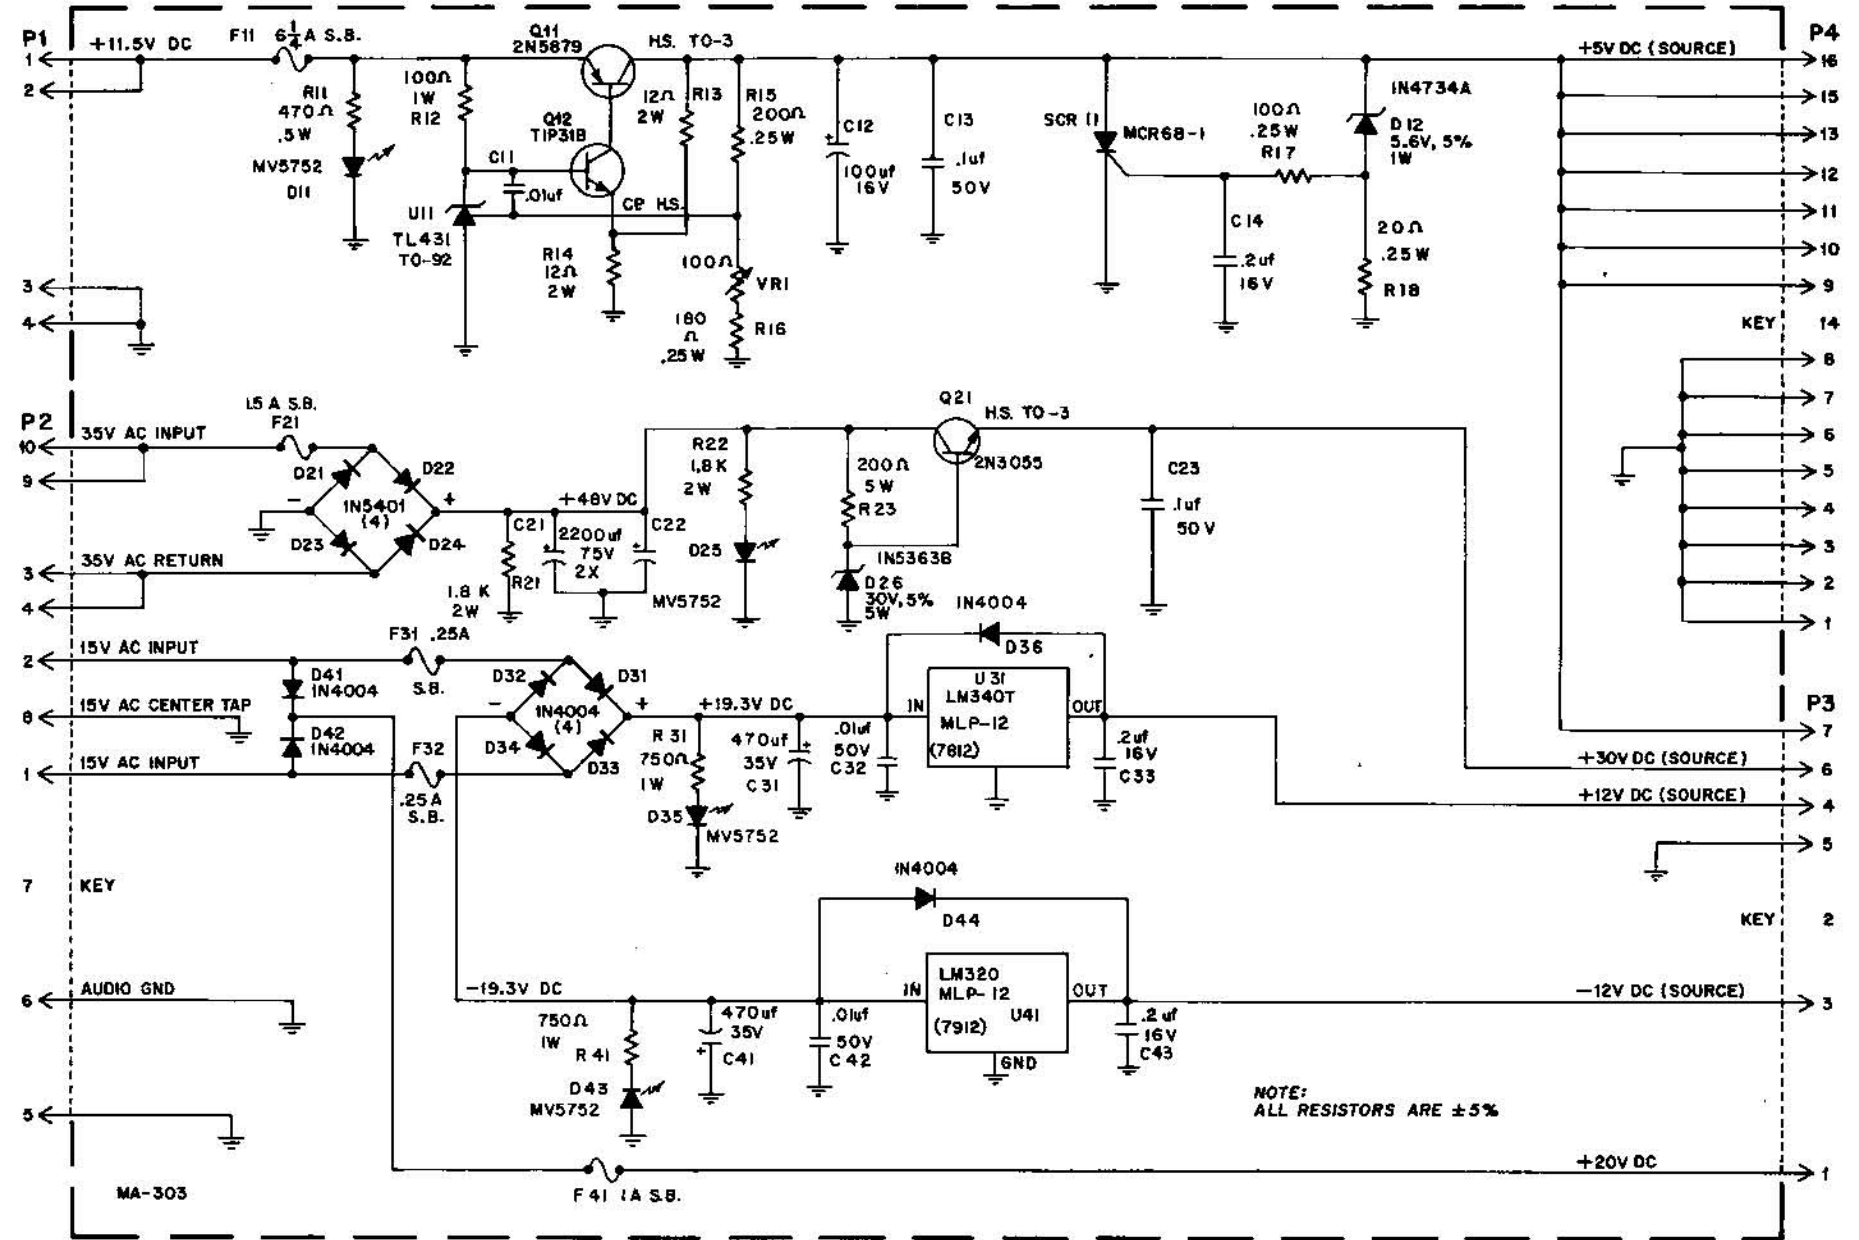 P1
1
+11.5V DC
2
3
4
F11 6¼A S.B.
R11
470Ω
.5W
MV5752
D11
100Ω
1W
R12
Q11
2N5879
H.S. TO-3
Q12
TIP31B
C11
.01uf
CP H.S.
U11
TL431
TO-92
12Ω
2W
R13
R14
12Ω
2W
R15
200Ω
.25W
100Ω
VR1
180
Ω
.25W
R16
C12
100uf
16V
C13
.1uf
50V
SCR 11
MCR68-1
100Ω
.25W
R17
C14
.2uf
16V
1N4734A
D12
5.6V, 5%
1W
20Ω
.25W
R18
+5V DC (SOURCE)
P4
16
15
13
12
11
10
9
KEY 14
8
7
6
5
4
3
2
1
P2
10
35V AC INPUT
9
1.5 A S.B.
F21
D21
D22
1N5401
(4)
D23
D24
-
+
3
35V AC RETURN
4
1.8 K
2W
R21
C21
+48V DC
2200uf
75V
2X
C22
R22
1.8K
2W
D25
MV5752
200Ω
5W
R23
1N5363B
D26
30V, 5%
5W
Q21
H.S. TO-3
2N3055
C23
.1uf
50V
2
15V AC INPUT
8
15V AC CENTER TAP
1
15V AC INPUT
D41
1N4004
D42
1N4004
F31 .25A
S.B.
F32
.25A
S.B.
D32
D31
1N4004
(4)
D34
D33
-
+
+19.3V DC
R31
750Ω
1W
D35
MV5752
470uf
35V
C31
.01uf
50V
C32
1N4004
D36
IN
U31
LM340T
MLP-12
(7812)
OUT
.2uf
16V
C33
P3
7
+30V DC (SOURCE)
6
+12V DC (SOURCE)
4
5
KEY 2
7 KEY
6
AUDIO GND
5
-19.3V DC
750Ω
1W
R41
D43
MV5752
470uf
35V
C41
.01uf
50V
C42
1N4004
D44
IN
LM320
MLP-12
U41
(7912)
OUT
GND
.2uf
16V
C43
-12V DC (SOURCE)
3
NOTE:
ALL RESISTORS ARE ±5%
F41 1A S.B.
+20V DC
1
MA-303